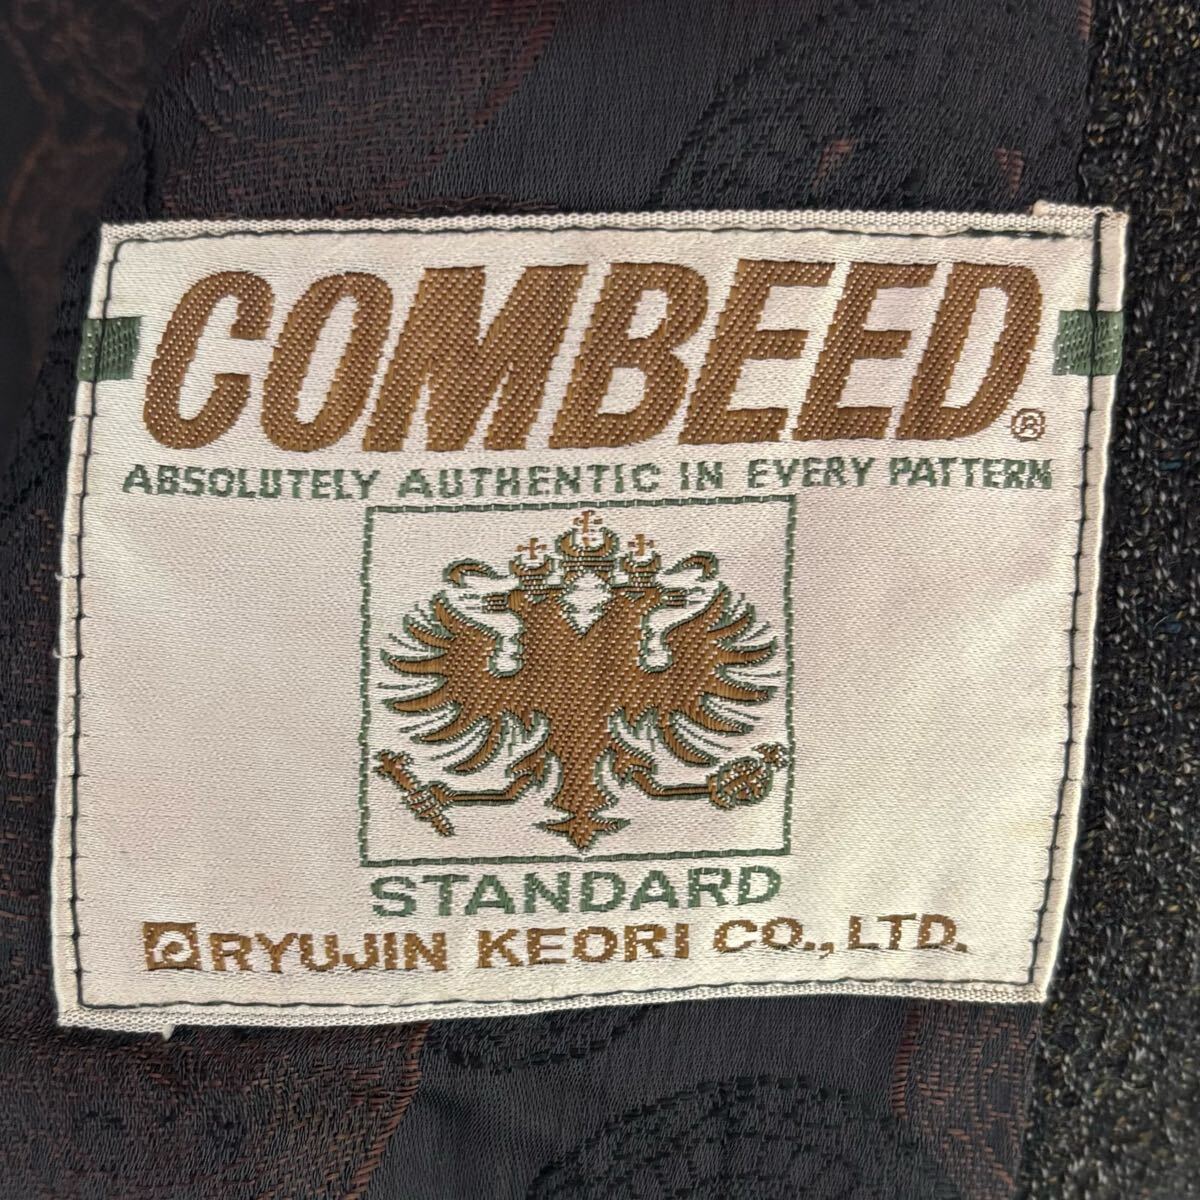 COMBEED®
ABSOLUTELY AUTHENTIC IN EVERY PATTERN
STANDARD
RYUJIN KEORI CO., LTD.